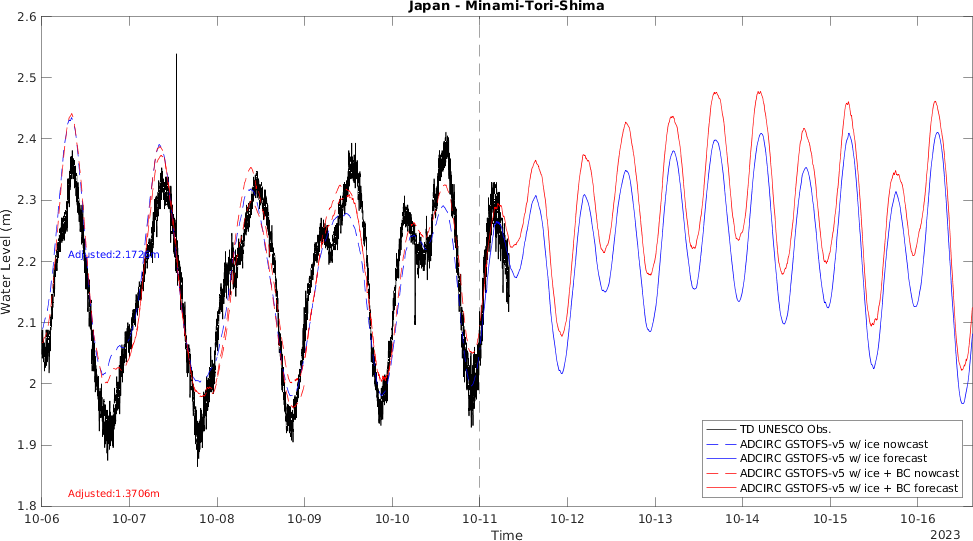 Japan - Minami-Tori-Shima
2.6
2.5
2.4
2.3
2.2
2.1
2
1.9
1.8
Water Level (m)
Adjusted:2.172
Adjusted:1.3706m
TD UNESCO Obs.
ADCIRC GSTOFS-v5 w/ ice nowcast
ADCIRC GSTOFS-v5 w/ ice forecast
ADCIRC GSTOFS-v5 w/ ice + BC nowcast
ADCIRC GSTOFS-v5 w/ ice + BC forecast
10-06 10-07 10-08 10-09 10-10 10-11 10-12 10-13 10-14 10-15 10-16
Time
2023